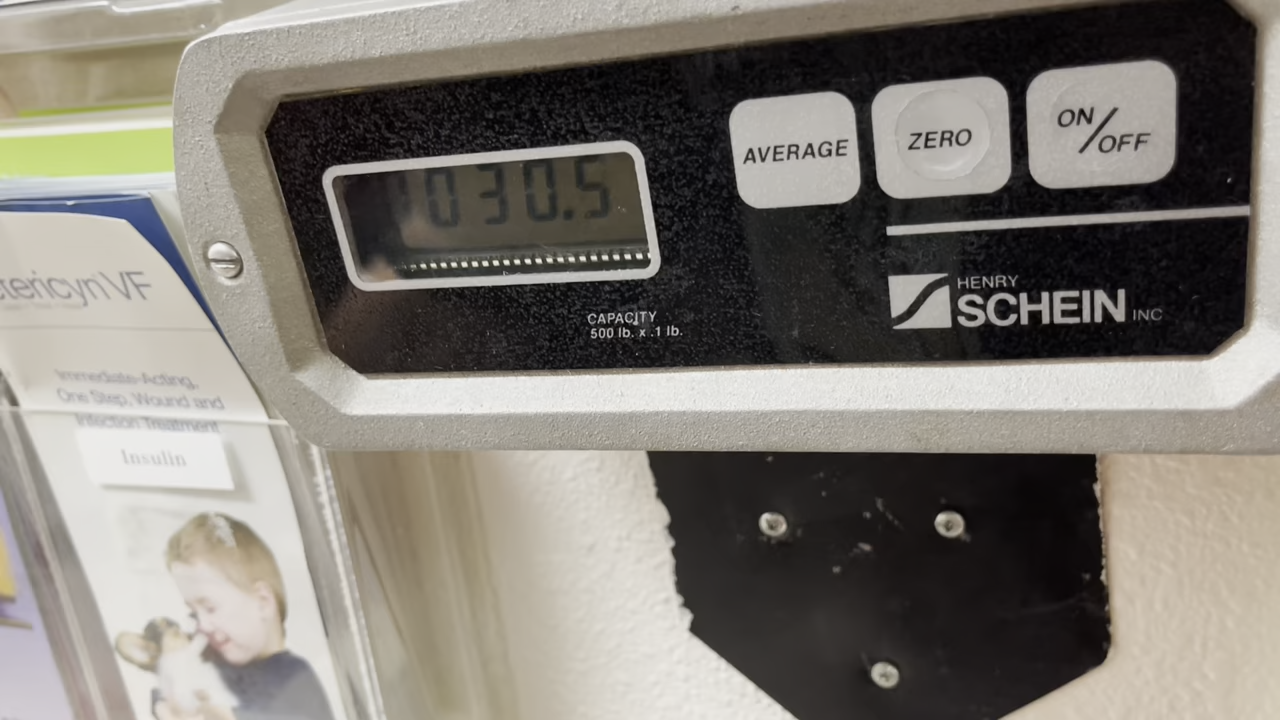 030.5
AVERAGE
ZERO
ON/OFF
CAPACITY
500 lb. x .1 lb.
HENRY
SCHEIN INC
VF
Immediate-Acting,
One Step, Wound and
Infection Treatment
Insulin